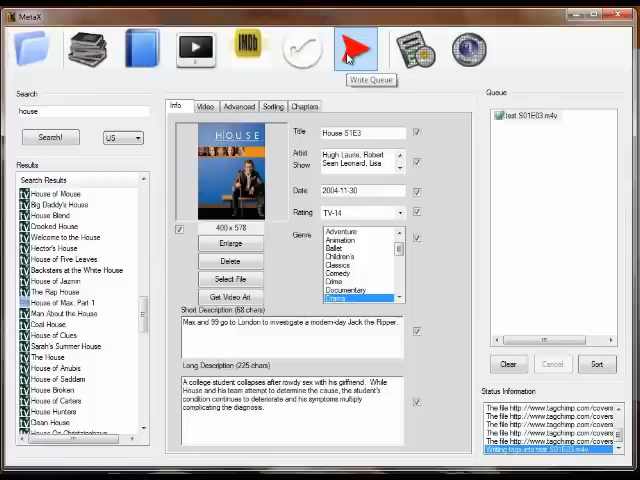 MetaX
IMDb
Write Queue
Search
house
Search!
US
Results
Search Results
House of Mouse
Big Daddy's House
House Blend
Crooked House
Welcome to the House
Hector's House
House of Five Leaves
Backstairs at the White House
House of Jazmin
The Rap House
House of Max, Part 1
Man About the House
Coal House
House of Clues
Sarah's Summer House
The House
House of Anubis
House of Saddam
House Broken
House of Carters
House Hunters
Clean House
Info
Video
Advanced
Sorting
Chapters
HOUSE
400 x 578
Enlarge
Delete
Select File
Get Video Art
Title
House S1E3
Artist
Show
Hugh Laurie, Robert
Sean Leonard, Lisa
Date
2004-11-30
Rating
TV-14
Genre
Adventure
Animation
Ballet
Children's
Classics
Comedy
Crime
Documentary
Drama
Short Description (68 chars)
Max and 99 go to London to investigate a modern-day Jack the Ripper.
Long Description (225 chars)
A college student collapses after rowdy sex with his girlfriend. While
House and his team attempt to determine the cause, the student's
condition continues to deteriorate and his symptoms multiply
complicating the diagnosis.
Queue
test S01E03.m4v
Clear
Cancel
Sort
Status Information
The file http://www.tagchimp.com/covers
The file http://www.tagchimp.com/covers
The file http://www.tagchimp.com/covers
The file http://www.tagchimp.com/covers
Writing tags into test S01E03.m4v